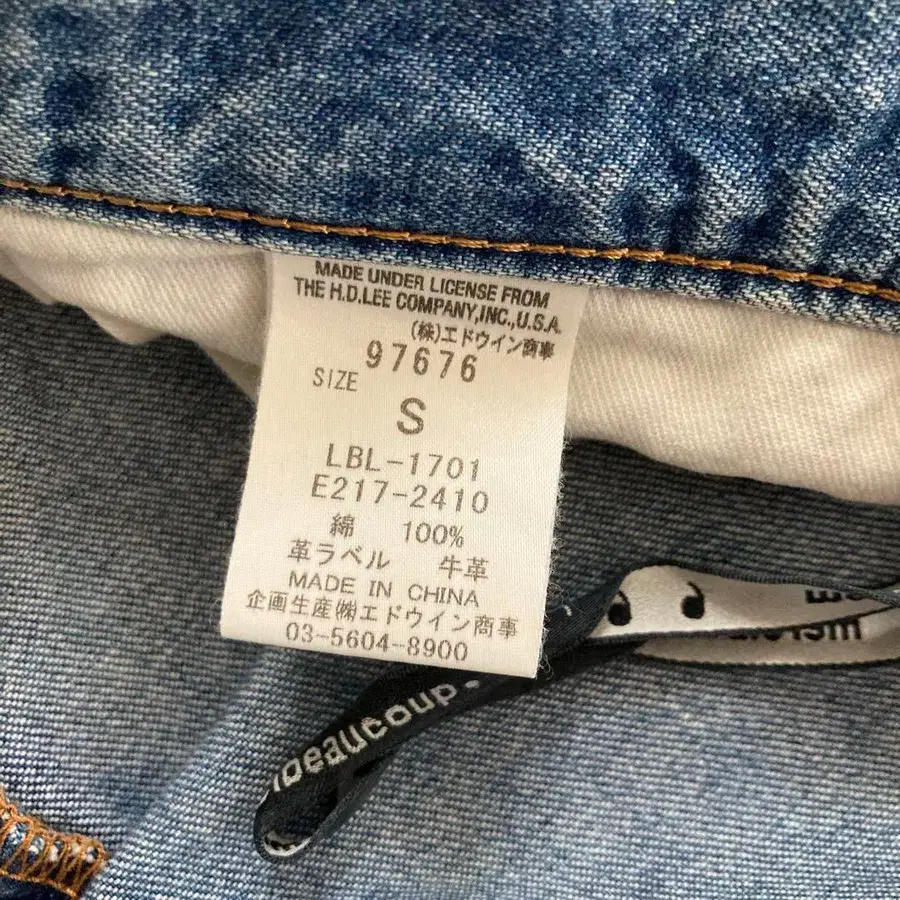 MADE UNDER LICENSE FROM
THE H.D.LEE COMPANY,INC.,U.S.A.
(株)エドウイン商事
97676
SIZE
S
LBL-1701
E217-2410
綿 100%
革ラベル 牛革
MADE IN CHINA
企画生産㈱エドウイン商事
03-5604-8900
beaucoup